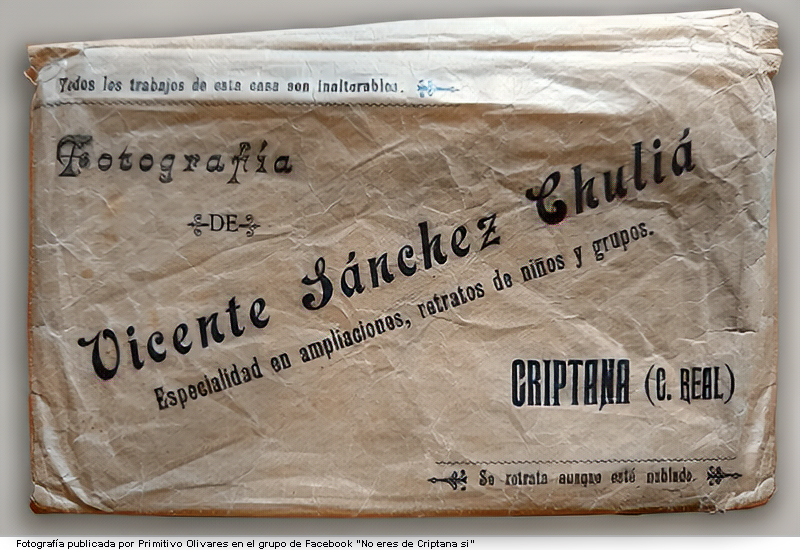 Todos los trabajos de esta casa son inalterables.
Fotografía
DE
Vicente Sánchez Chuliá
Especialidad en ampliaciones, retratos de niños y grupos.
CRIPTANA (C. REAL)
Se retrata aunque esté nublado.
Fotografía publicada por Primitivo Olivares en el grupo de Facebook "No eres de Criptana si"